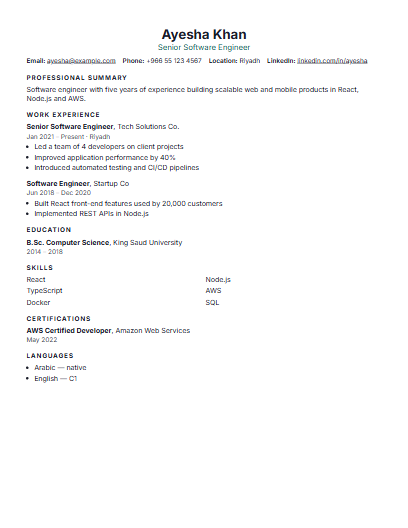 Ayesha Khan
Senior Software Engineer
Email: ayesha@example.com Phone: +966 55 123 4567 Location: Riyadh LinkedIn: linkedin.com/in/ayesha
PROFESSIONAL SUMMARY
Software engineer with five years of experience building scalable web and mobile products in React,
Node.js and AWS.
WORK EXPERIENCE
Senior Software Engineer, Tech Solutions Co.
Jan 2021 - Present · Riyadh
• Led a team of 4 developers on client projects
• Improved application performance by 40%
• Introduced automated testing and CI/CD pipelines
Software Engineer, Startup Co
Jun 2018 - Dec 2020
• Built React front-end features used by 20,000 customers
• Implemented REST APIs in Node.js
EDUCATION
B.Sc. Computer Science, King Saud University
2014 - 2018
SKILLS
React Node.js
TypeScript AWS
Docker SQL
CERTIFICATIONS
AWS Certified Developer, Amazon Web Services
May 2022
LANGUAGES
• Arabic — native
• English — C1